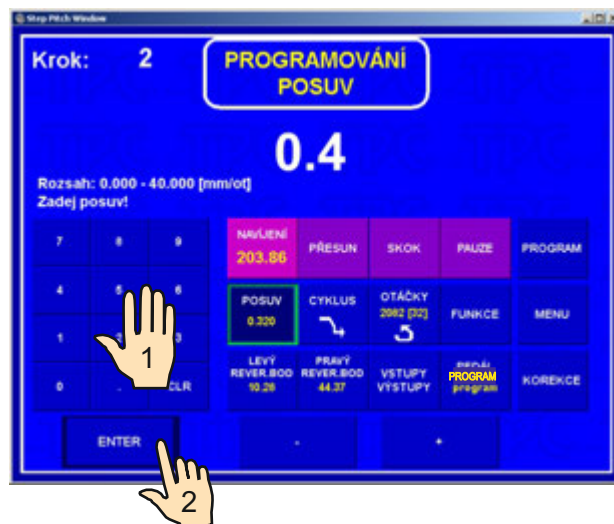 Step Pitch Window
Krok: 2
PROGRAMOVÁNÍ
POSUV
0.4
Rozsah: 0.000 - 40.000 [mm/ot]
Zadej posuv!
7 8 9
NAVÍJENÍ
203.86
PŘESUN
SKOK
PAUZE
PROGRAM
4 5 6
POSUV
0.320
CYKLUS
OTÁČKY
2082 [32]
FUNKCE
MENU
1 2 3
1
0 . CLR
LEVÝ
REVER.BOD
10.26
PRAVÝ
REVER.BOD
44.37
VSTUPY
VÝSTUPY
PROGRAM
program
KOREKCE
ENTER
-
+
2